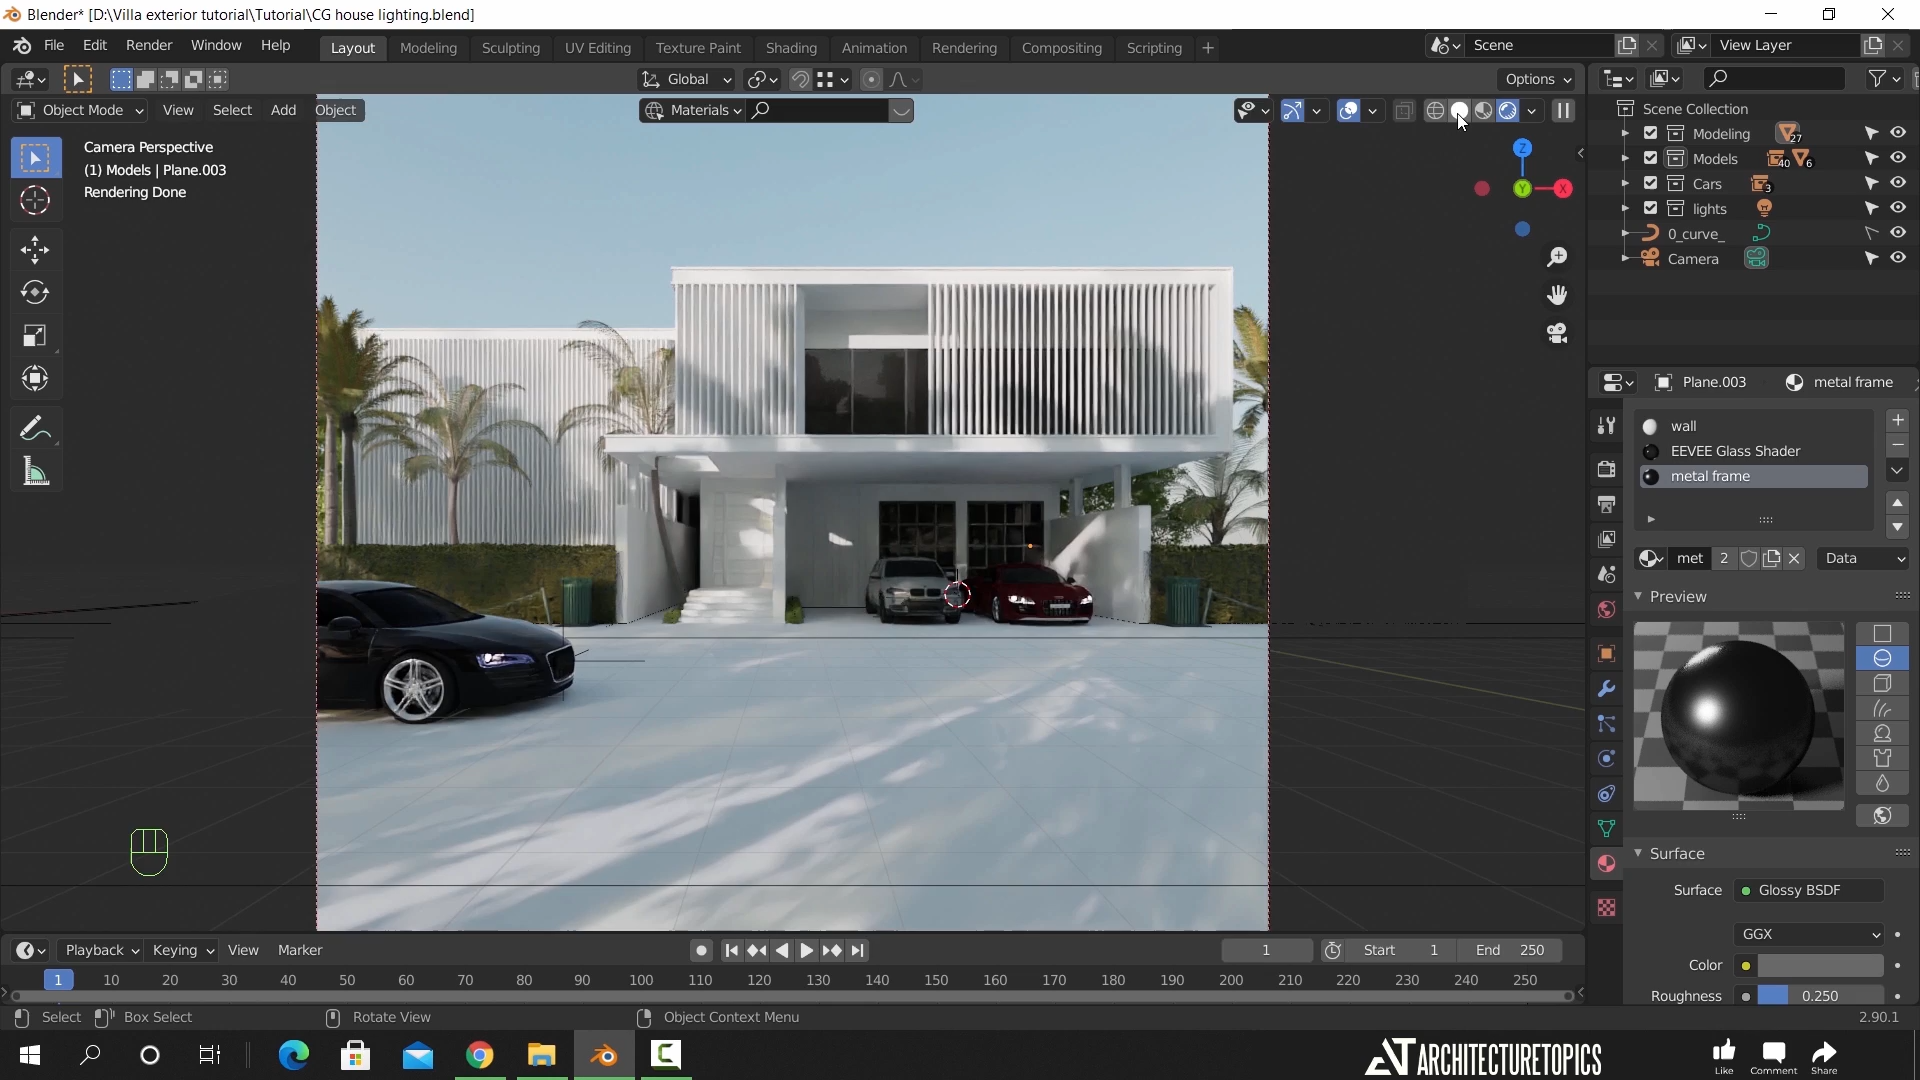 Blender* [D:\Villa exterior tutorial\Tutorial\CG house lighting.blend]
File Edit Render Window Help
Layout Modeling Sculpting UV Editing Texture Paint Shading Animation Rendering Compositing Scripting +
Scene
View Layer
Global
Options
Object Mode View Select Add Object
Materials
Camera Perspective
(1) Models | Plane.003
Rendering Done
Z
Y
X
Scene Collection
Modeling 27
Models 40 6
Cars 3
lights
0_curve_
Camera
Plane.003 metal frame
wall
EEVEE Glass Shader
metal frame
met 2 Data
Preview
Surface
Surface Glossy BSDF
GGX
Color
Roughness 0.250
Playback Keying View Marker
1 Start 1 End 250
1 10 20 30 40 50 60 70 80 90 100 110 120 130 140 150 160 170 180 190 200 210 220 230 240 250
Select Box Select Rotate View Object Context Menu 2.90.1
ARCHITECTURETOPICS
Like Comment Share